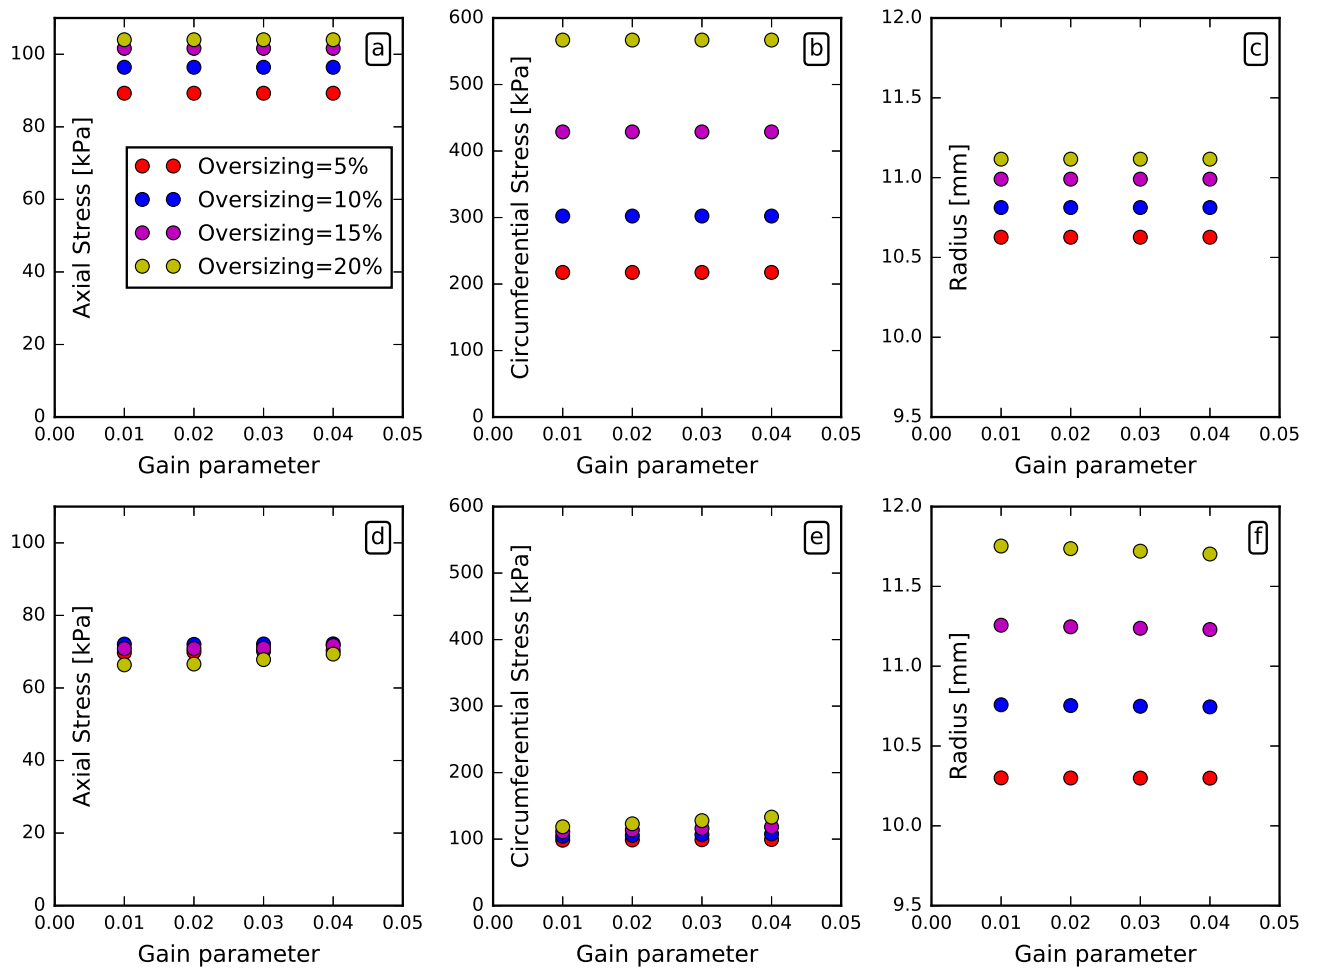 a
100
80
60
40
20
0
Axial Stress [kPa]
Oversizing=5%
Oversizing=10%
Oversizing=15%
Oversizing=20%
0.00 0.01 0.02 0.03 0.04 0.05
Gain parameter
b
600
500
400
300
200
100
0
Circumferential Stress [kPa]
0.00 0.01 0.02 0.03 0.04 0.05
Gain parameter
c
12.0
11.5
11.0
10.5
10.0
9.5
Radius [mm]
0.00 0.01 0.02 0.03 0.04 0.05
Gain parameter
d
100
80
60
40
20
0
Axial Stress [kPa]
0.00 0.01 0.02 0.03 0.04 0.05
Gain parameter
e
600
500
400
300
200
100
0
Circumferential Stress [kPa]
0.00 0.01 0.02 0.03 0.04 0.05
Gain parameter
f
12.0
11.5
11.0
10.5
10.0
9.5
Radius [mm]
0.00 0.01 0.02 0.03 0.04 0.05
Gain parameter